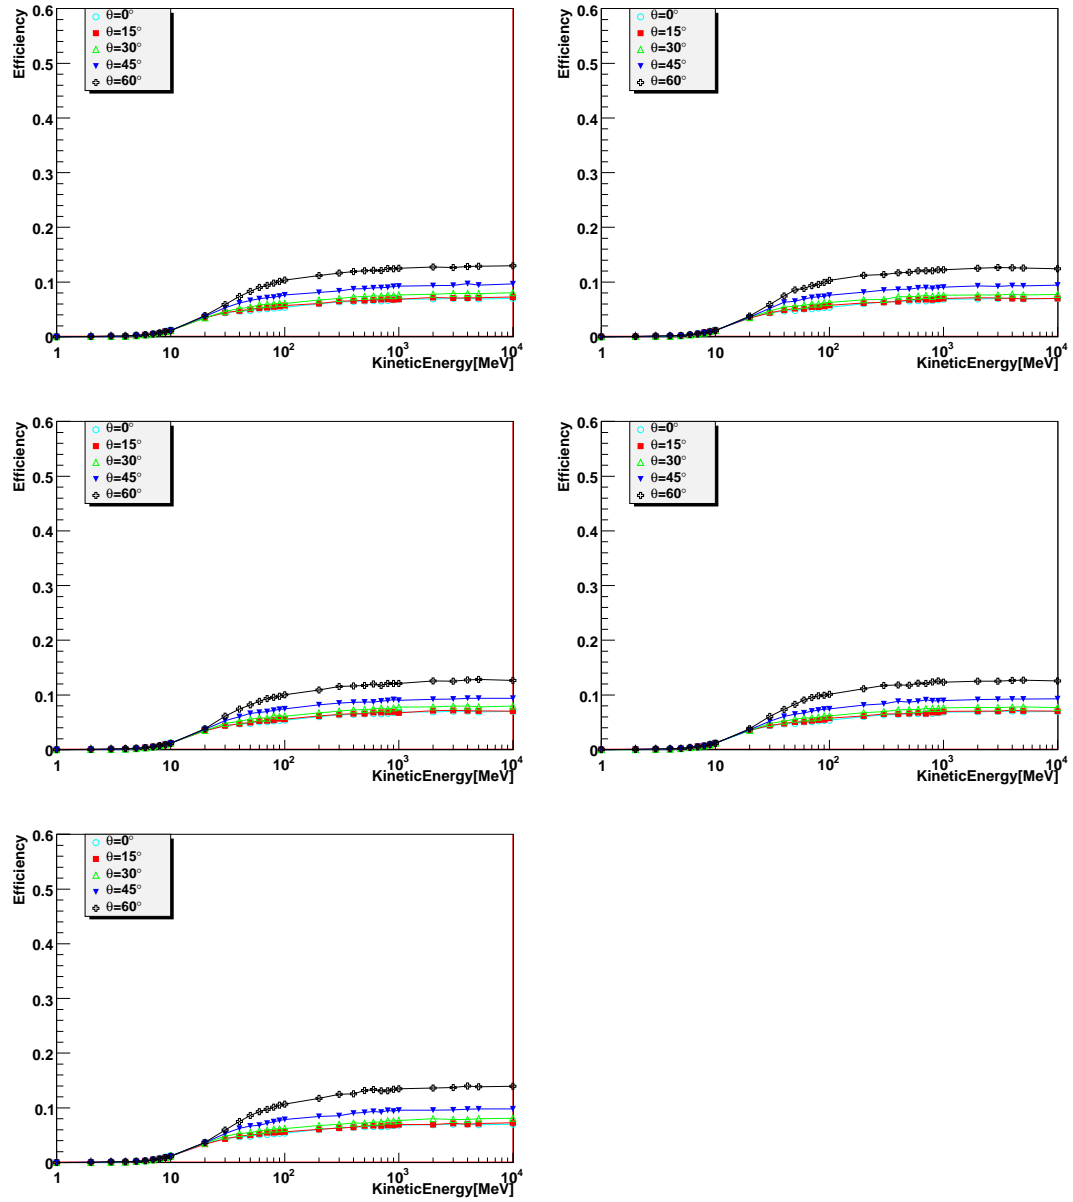 Efficiency
0.6
0.5
0.4
0.3
0.2
0.1
0
θ=0°
θ=15°
θ=30°
θ=45°
θ=60°
1 10 10² 10³ 10⁴
KineticEnergy[MeV]
Efficiency
0.6
0.5
0.4
0.3
0.2
0.1
0
θ=0°
θ=15°
θ=30°
θ=45°
θ=60°
1 10 10² 10³ 10⁴
KineticEnergy[MeV]
Efficiency
0.6
0.5
0.4
0.3
0.2
0.1
0
θ=0°
θ=15°
θ=30°
θ=45°
θ=60°
1 10 10² 10³ 10⁴
KineticEnergy[MeV]
Efficiency
0.6
0.5
0.4
0.3
0.2
0.1
0
θ=0°
θ=15°
θ=30°
θ=45°
θ=60°
1 10 10² 10³ 10⁴
KineticEnergy[MeV]
Efficiency
0.6
0.5
0.4
0.3
0.2
0.1
0
θ=0°
θ=15°
θ=30°
θ=45°
θ=60°
1 10 10² 10³ 10⁴
KineticEnergy[MeV]